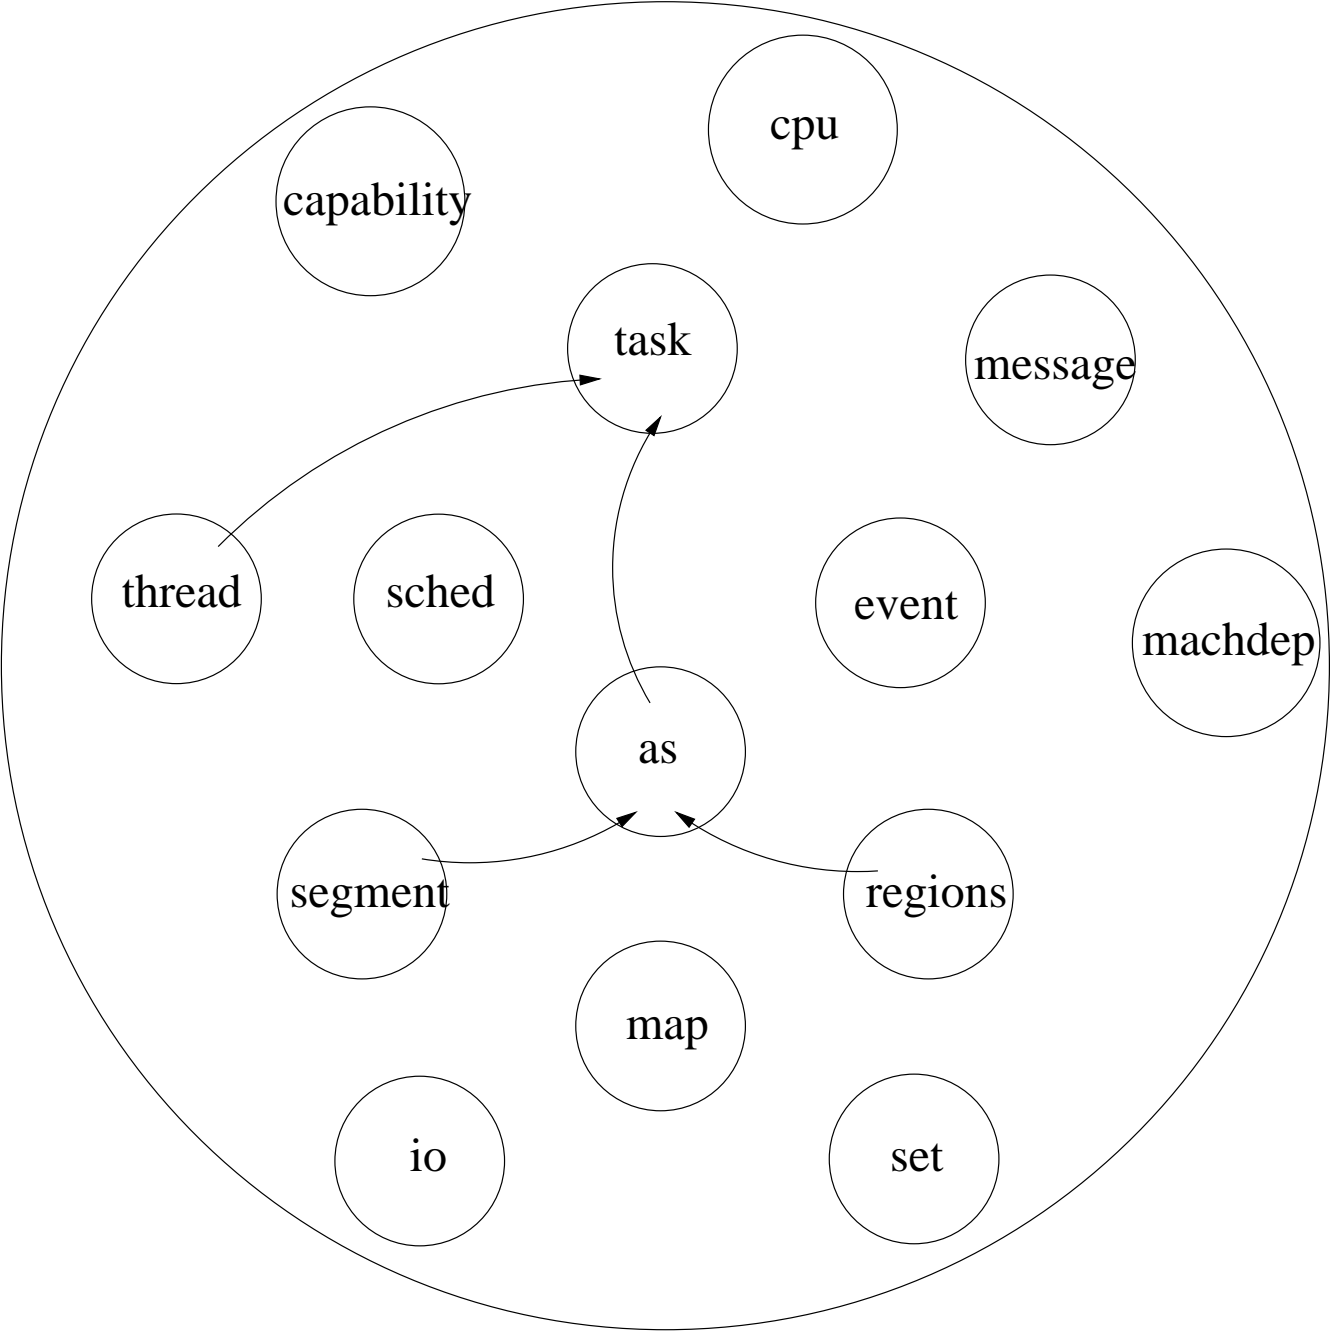 cpu
capability
task
message
thread
sched
event
machdep
as
segment
regions
map
io
set